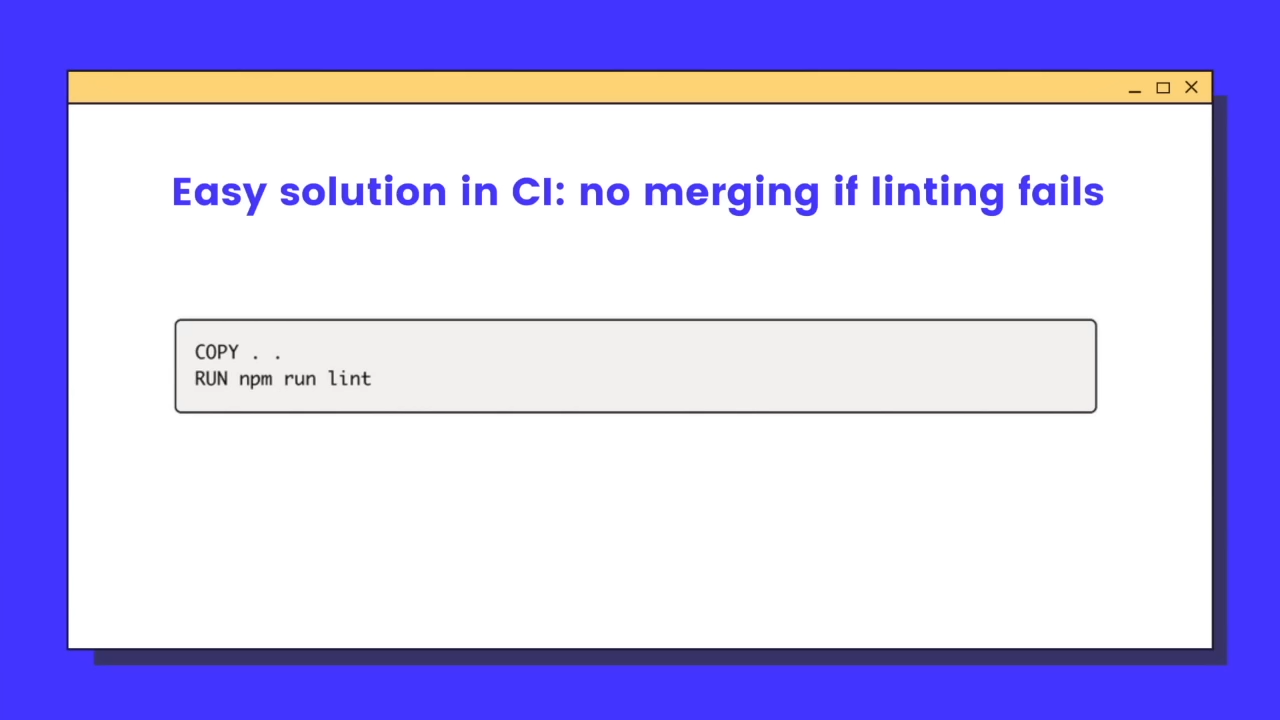 Easy solution in CI: no merging if linting fails
COPY . .
RUN npm run lint